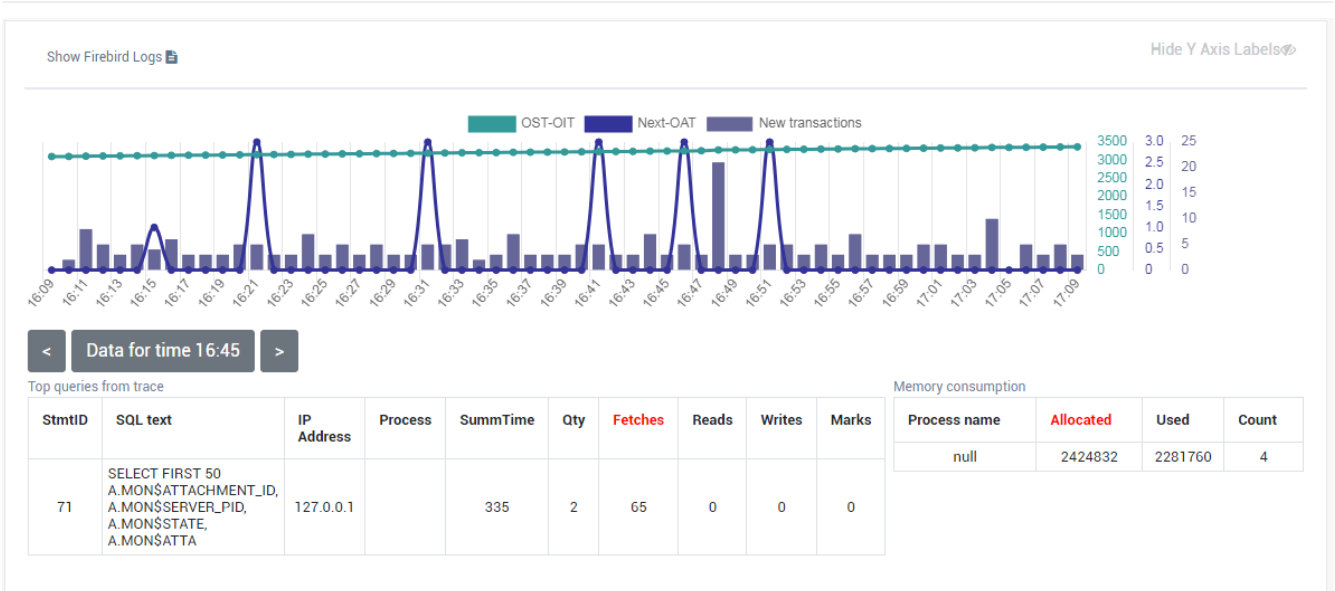 Show Firebird Logs
Hide Y Axis Labels
OST-OIT Next-OAT New transactions
3500 3.0 25
3000 2.5 20
2500 2.0 15
2000 1.5 10
1500 1.0 5
1000 0.5 0
500 0
0
16:09 16:11 16:13 16:15 16:17 16:19 16:21 16:23 16:25 16:27 16:29 16:31 16:33 16:35 16:37 16:39 16:41 16:43 16:45 16:47 16:49 16:51 16:53 16:55 16:57 16:59 17:01 17:03 17:05 17:07 17:09
< Data for time 16:45 >
Top queries from trace
StmtID SQL text IP Address Process SummTime Qty Fetches Reads Writes Marks
71 SELECT FIRST 50
A.MON$ATTACHMENT_ID,
A.MON$SERVER_PID,
A.MON$STATE,
A.MON$ATTA
127.0.0.1 335 2 65 0 0 0
Memory consumption
Process name Allocated Used Count
null 2424832 2281760 4